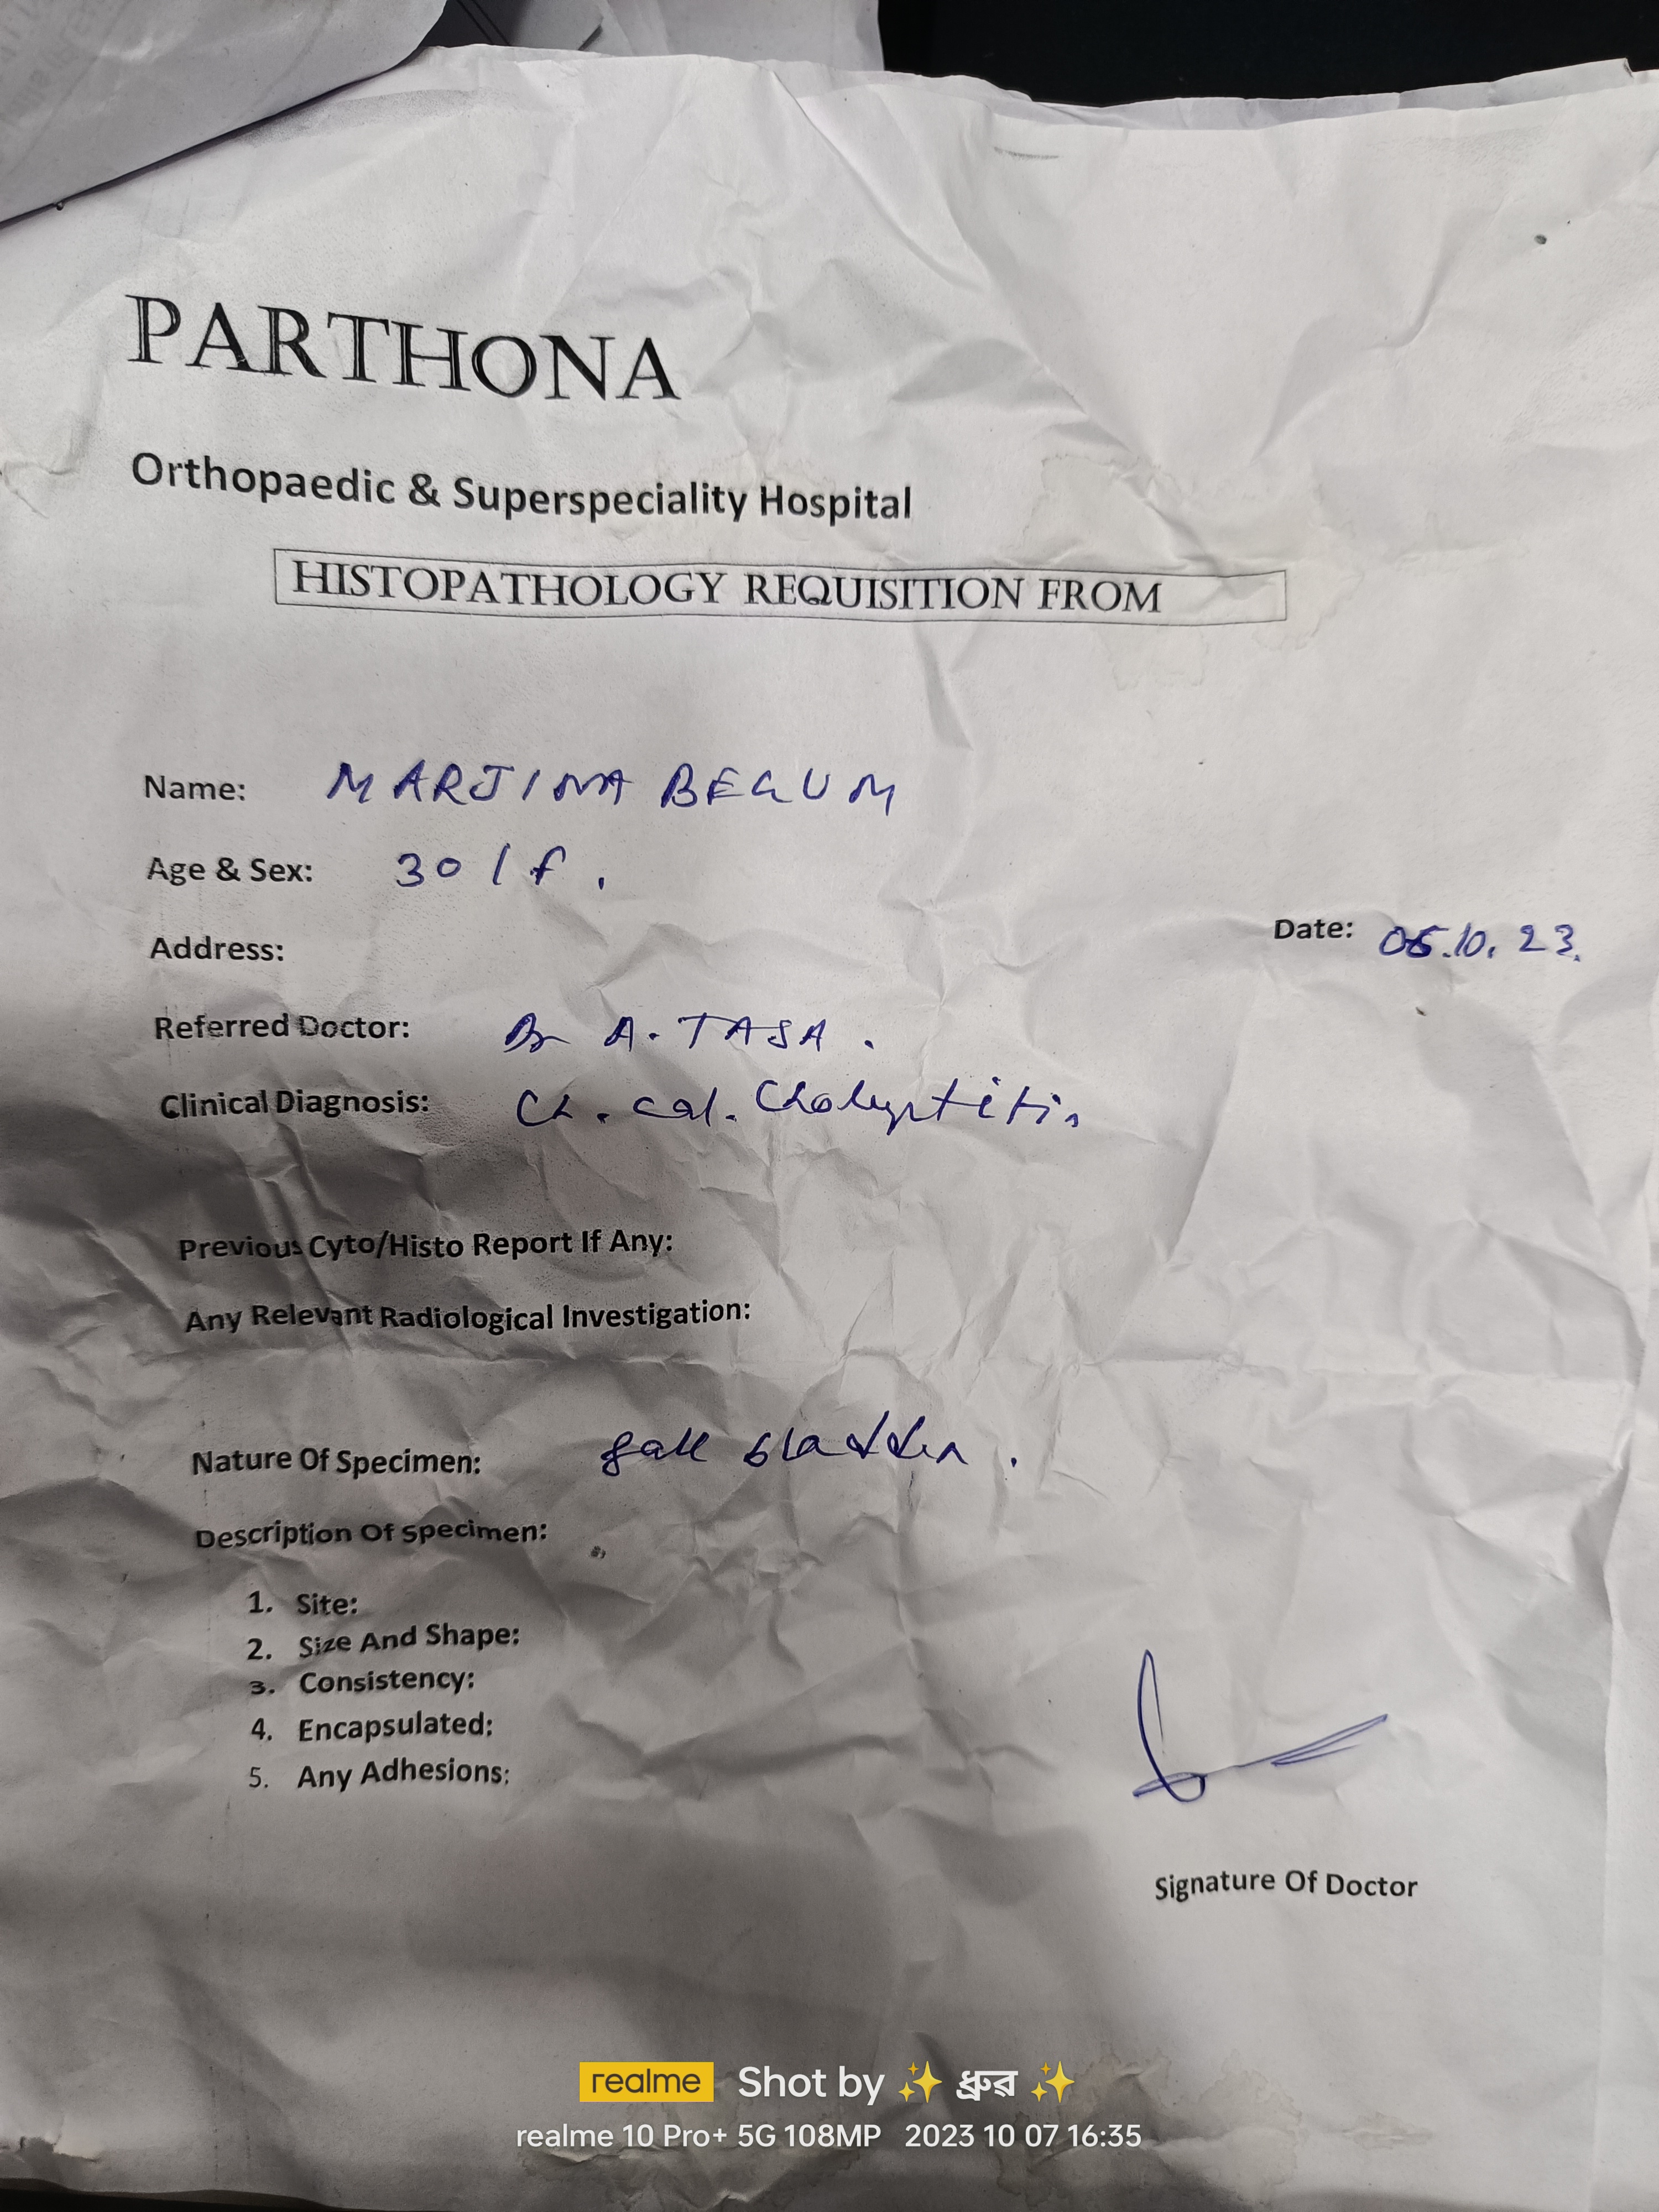 PARTHONA
Orthopaedic & Superspeciality Hospital
HISTOPATHOLOGY REQUISITION FROM
Name: MARJINA BEGUM
Age & Sex: 30 / f.
Address:
Date: 05.10.23.
Referred Doctor: Dr A. TASA.
Clinical Diagnosis: Ch. cal. Cholecystitis
Previous Cyto/Histo Report If Any:
Any Relevant Radiological Investigation:
Nature Of Specimen: gall bladder.
Description Of Specimen:
1. Site:
2. Size And Shape:
3. Consistency:
4. Encapsulated:
5. Any Adhesions:
Signature Of Doctor
realme Shot by ✨ ধ্ৰুৱ ✨
realme 10 Pro+ 5G 108MP 2023 10 07 16:35